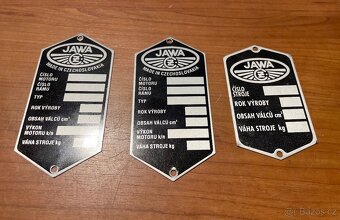 JAWA
MADE IN CZECHOSLOVAKIA
ČÍSLO
MOTORU
ČÍSLO
RÁMU
TYP
ROK VÝROBY
OBSAH VÁLCŮ cm³
VÝKON
MOTORU k/s
VÁHA STROJE kg
JAWA
MADE IN CZECHOSLOVAKIA
ČÍSLO
MOTORU
ČÍSLO
RÁMU
TYP
ROK VÝROBY
OBSAH VÁLCŮ cm³
VÝKON
MOTORU k/s
VÁHA STROJE kg
JAWA
ČÍSLO
STROJE
ROK VÝROBY
OBSAH VÁLCŮ cm³
VÁHA STROJE kg